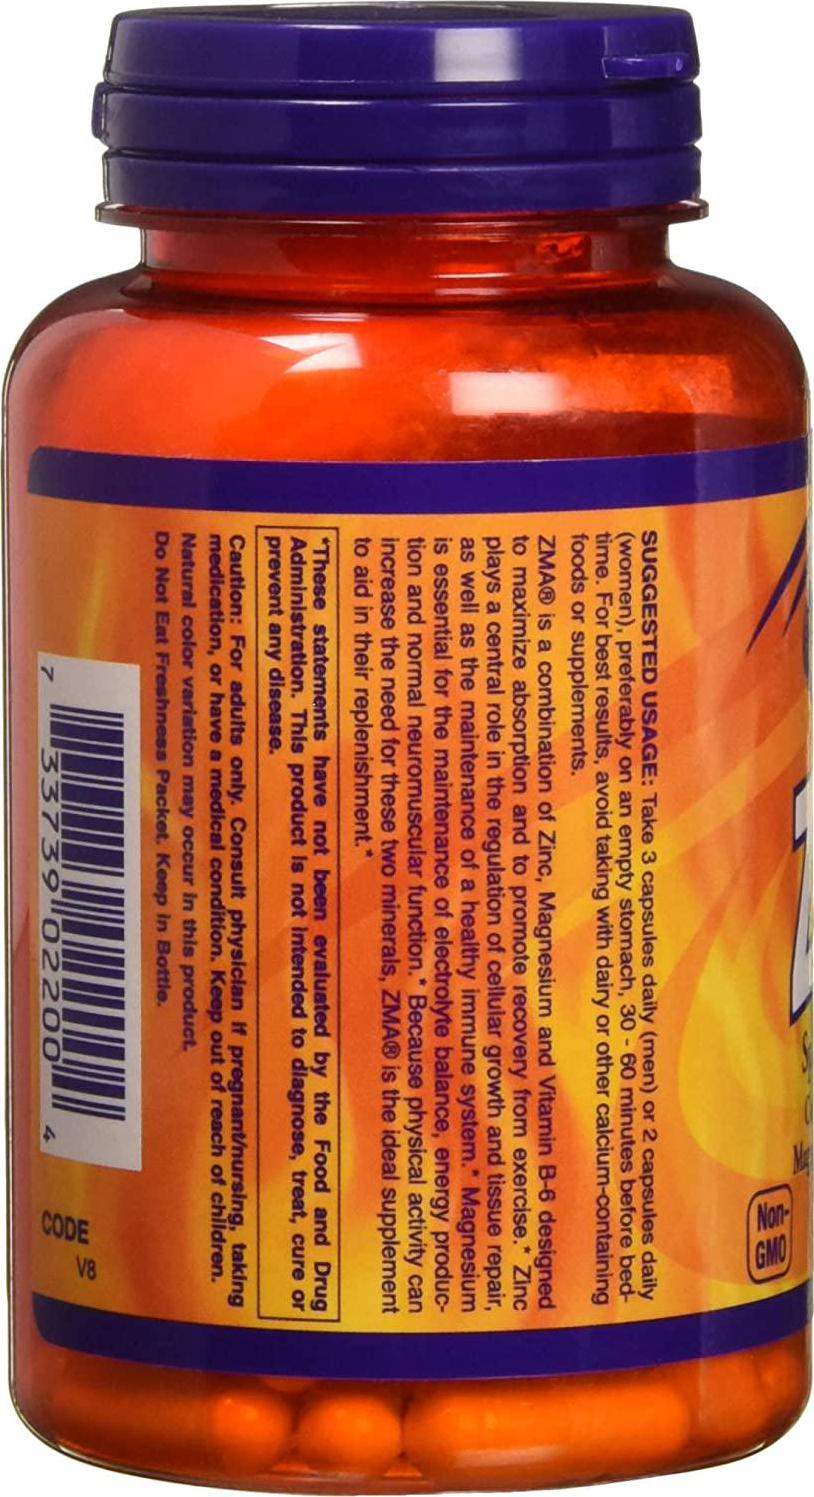 SUGGESTED USAGE: Take 3 capsules daily (men) or 2 capsules daily
(women), preferably on an empty stomach, 30 - 60 minutes before bed-
time. For best results, avoid taking with dairy or other calcium-containing
foods or supplements.
ZMA® is a combination of Zinc, Magnesium and Vitamin B-6 designed
to maximize absorption and to promote recovery from exercise.* Zinc
plays a central role in the regulation of cellular growth and tissue repair,
as well as the maintenance of a healthy immune system.* Magnesium
is essential for the maintenance of electrolyte balance, energy produc-
tion and normal neuromuscular function.* Because physical activity can
increase the need for these two minerals, ZMA® is the ideal supplement
to aid in their replenishment.*
*These statements have not been evaluated by the Food and Drug
Administration. This product is not intended to diagnose, treat, cure or
prevent any disease.
Caution: For adults only. Consult physician if pregnant/nursing, taking
medication, or have a medical condition. Keep out of reach of children.
Natural color variation may occur in this product.
Do Not Eat Freshness Packet. Keep in Bottle.
7 33739 02200 4
CODE
V8
Non-
GMO